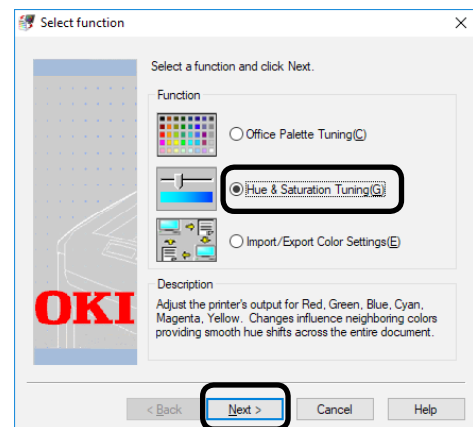 Select function
Select a function and click Next.
Function
Office Palette Tuning(C)
Hue & Saturation Tuning(G)
Import/Export Color Settings(E)
Description
Adjust the printer's output for Red, Green, Blue, Cyan,
Magenta, Yellow.  Changes influence neighboring colors
providing smooth hue shifts across the entire document.
OKI
< Back
Next >
Cancel
Help